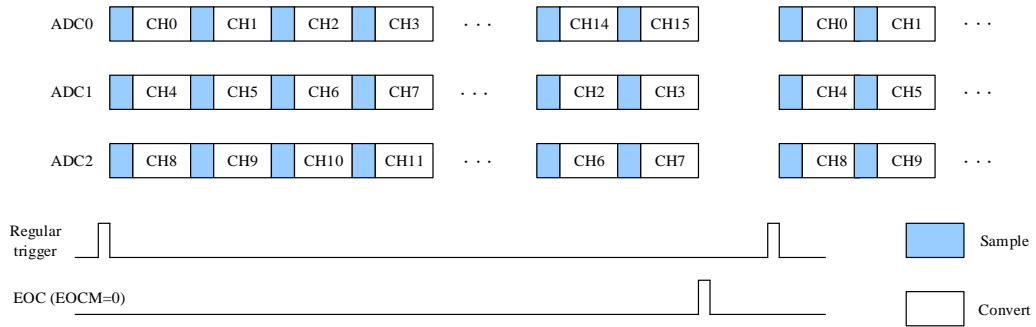 ADC0 CH0 CH1 CH2 CH3 · · · CH14 CH15 CH0 CH1 · · ·
ADC1 CH4 CH5 CH6 CH7 · · · CH2 CH3 CH4 CH5 · · ·
ADC2 CH8 CH9 CH10 CH11 · · · CH6 CH7 CH8 CH9 · · ·
Regular
trigger
Sample
EOC (EOCM=0)
Convert